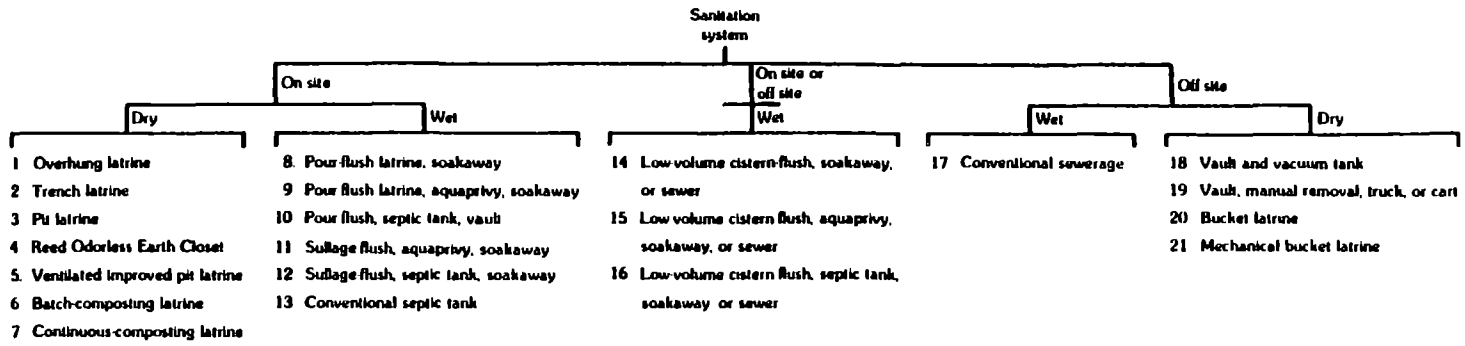 Sanitation
system
On site
On site or
off site
Off site
Dry
Wet
Wet
Wet
Dry
1 Overhung latrine
2 Trench latrine
3 Pit latrine
4 Reed Odorless Earth Closet
5. Ventilated improved pit latrine
6 Batch-composting latrine
7 Continuous-composting latrine
8. Pour-flush latrine, soakaway
9 Pour flush latrine, aquaprivy, soakaway
10 Pour flush, septic tank, vault
11 Sullage flush, aquaprivy, soakaway
12 Sullage-flush, septic tank, soakaway
13 Conventional septic tank
14 Low-volume cistern-flush, soakaway,
or sewer
15 Low volume cistern flush, aquaprivy,
soakaway, or sewer
16 Low-volume cistern flush, septic tank,
soakaway or sewer
17 Conventional sewerage
18 Vault and vacuum tank
19 Vault, manual removal, truck, or cart
20 Bucket latrine
21 Mechanical bucket latrine